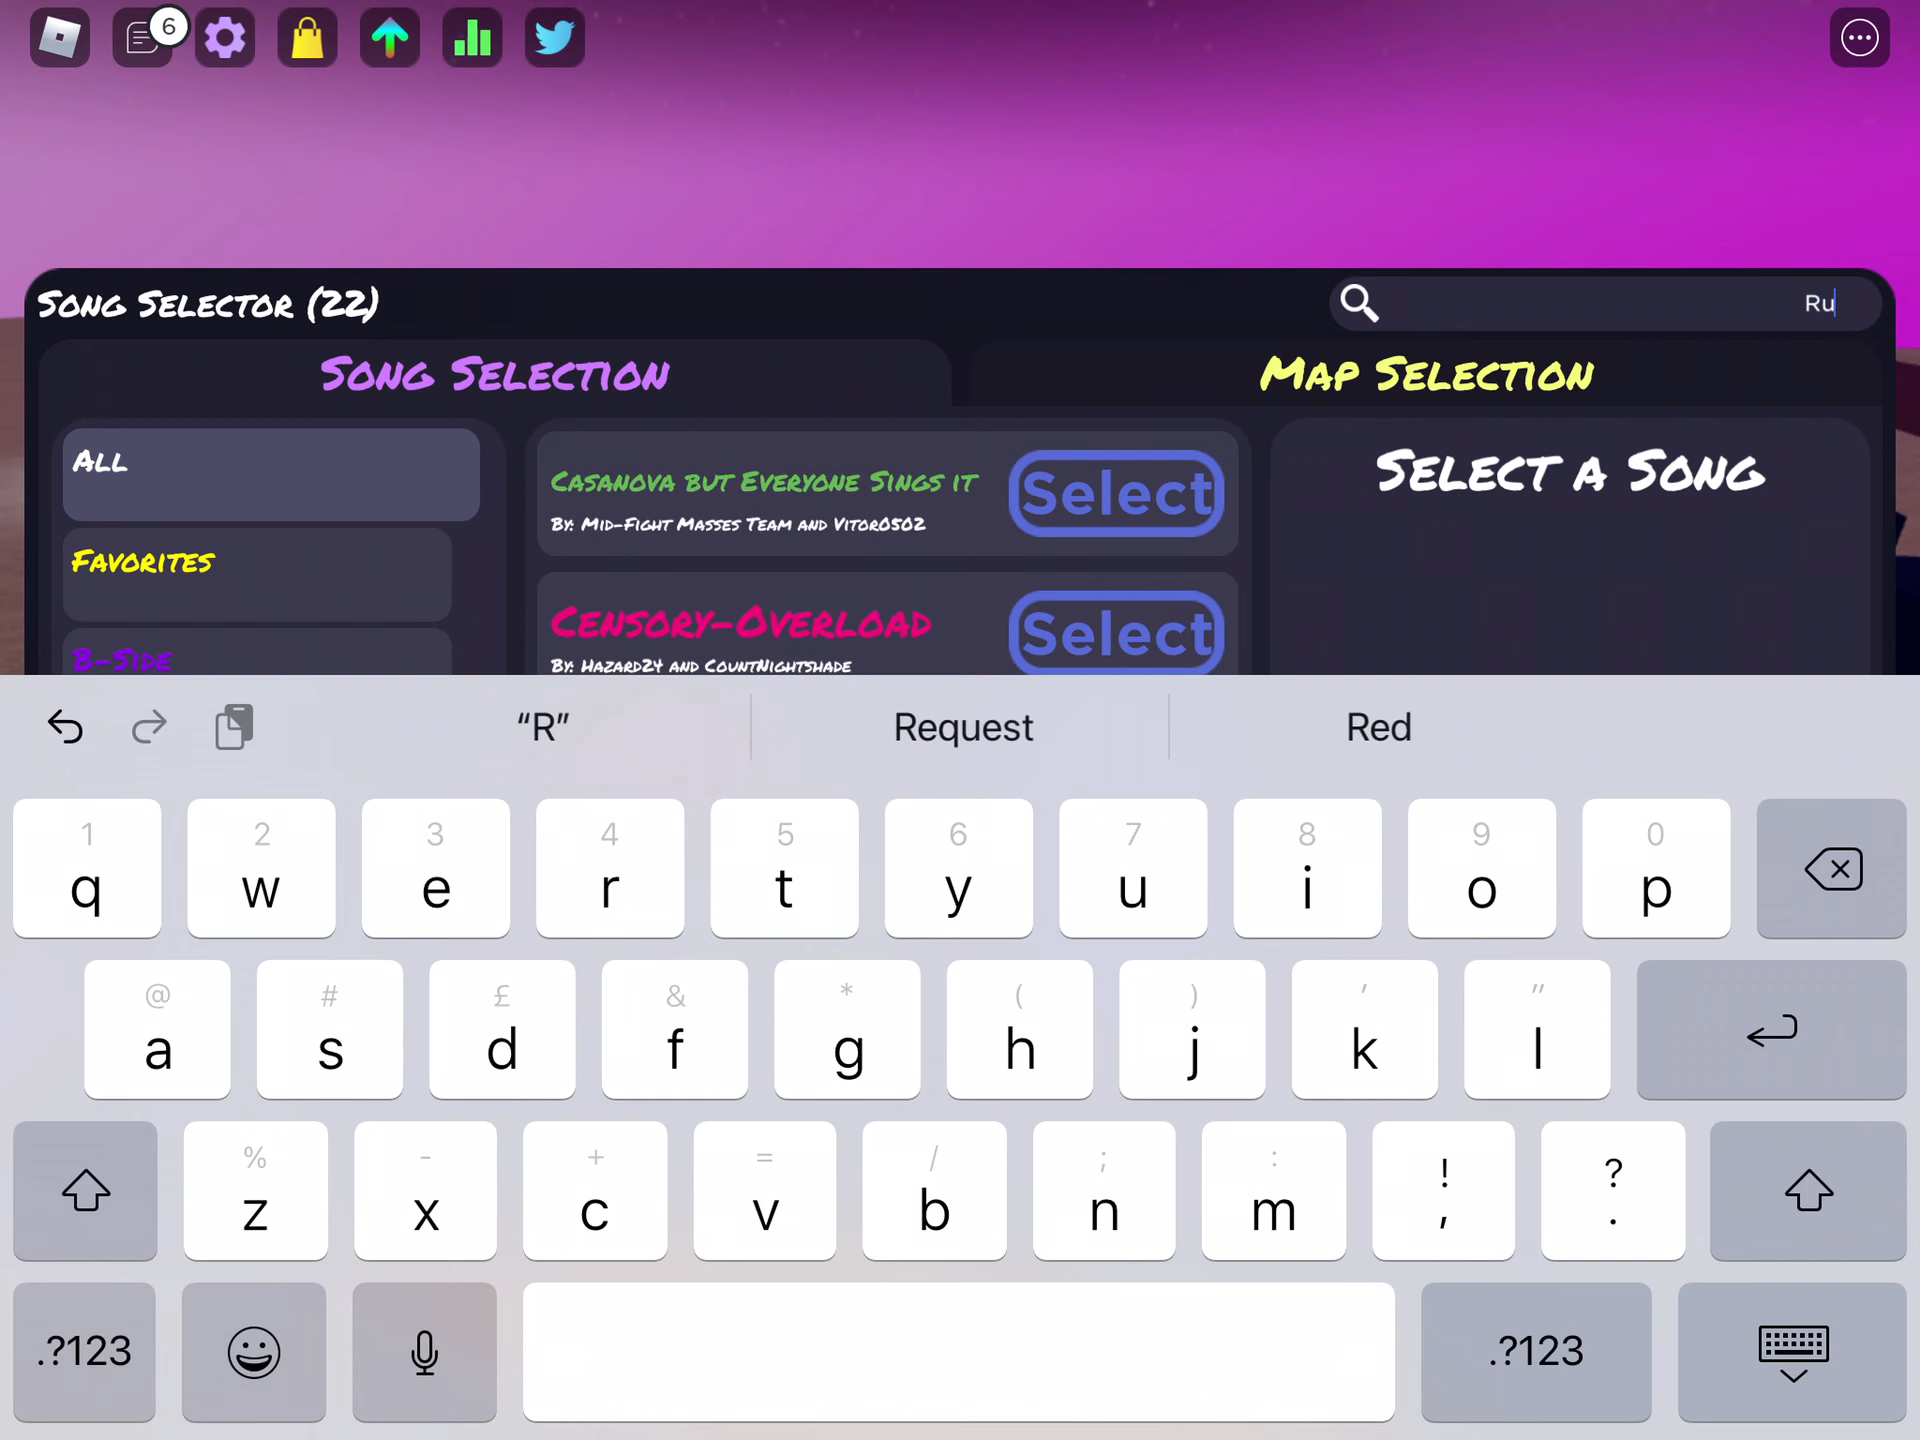 6
Song Selector (22)
Ru
Song Selection
Map Selection
All
Favorites
B-Side
Casanova but Everyone Sings it
By: Mid-Fight Masses Team and Vitor0502
Select
Censory-Overload
By: Hazard24 and CountNightshade
Select
Select a Song
“R” Request Red
1 2 3 4 5 6 7 8 9 0
q w e r t y u i o p
@ # £ & * ( ) ' "
a s d f g h j k l
% - + = / ; : ! ?
z x c v b n m , .
.?123 .?123